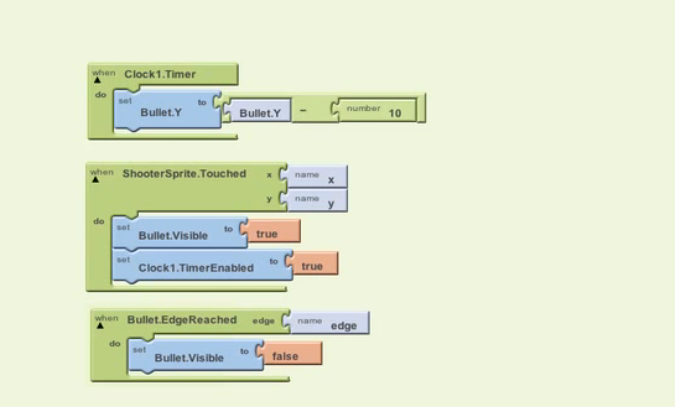 when Clock1.Timer
do set Bullet.Y to Bullet.Y - number 10
when ShooterSprite.Touched x name x
y name y
do set Bullet.Visible to true
set Clock1.TimerEnabled to true
when Bullet.EdgeReached edge name edge
do set Bullet.Visible to false